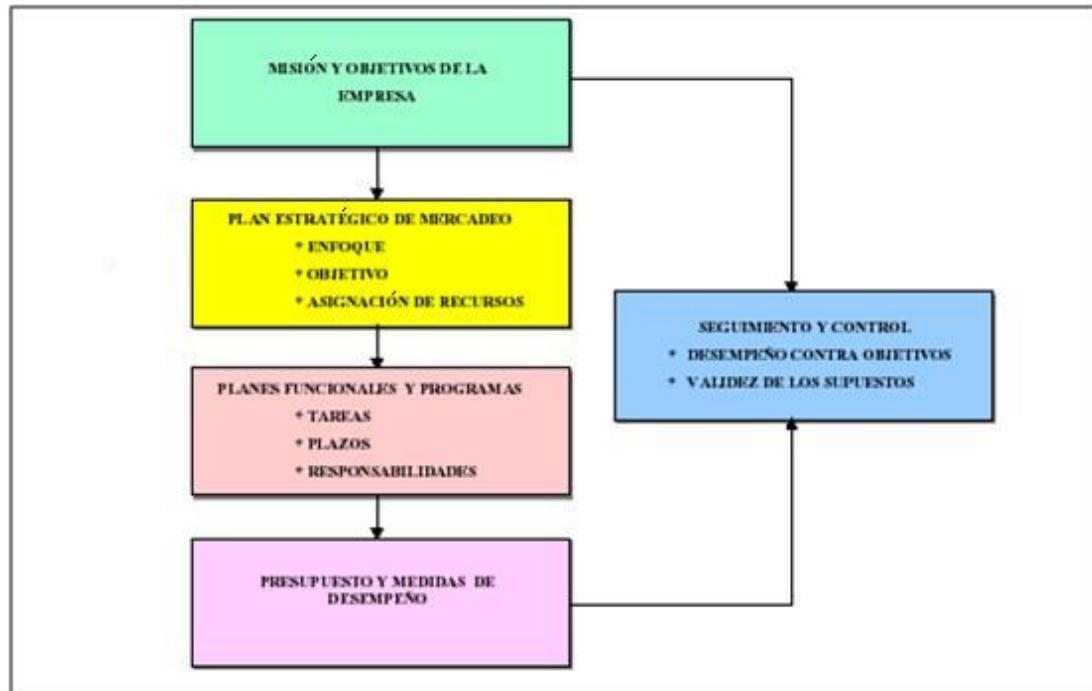 MISIÓN Y OBJETIVOS DE LA
EMPRESA
PLAN ESTRATÉGICO DE MERCADEO
* ENFOQUE
* OBJETIVO
* ASIGNACIÓN DE RECURSOS
PLANES FUNCIONALES Y PROGRAMAS
* TAREAS
* PLAZOS
* RESPONSABILIDADES
PRESUPUESTO Y MEDIDAS DE
DESEMPEÑO
SEGUIMIENTO Y CONTROL
* DESEMPEÑO CONTRA OBJETIVOS
* VALIDEZ DE LOS SUPUESTOS